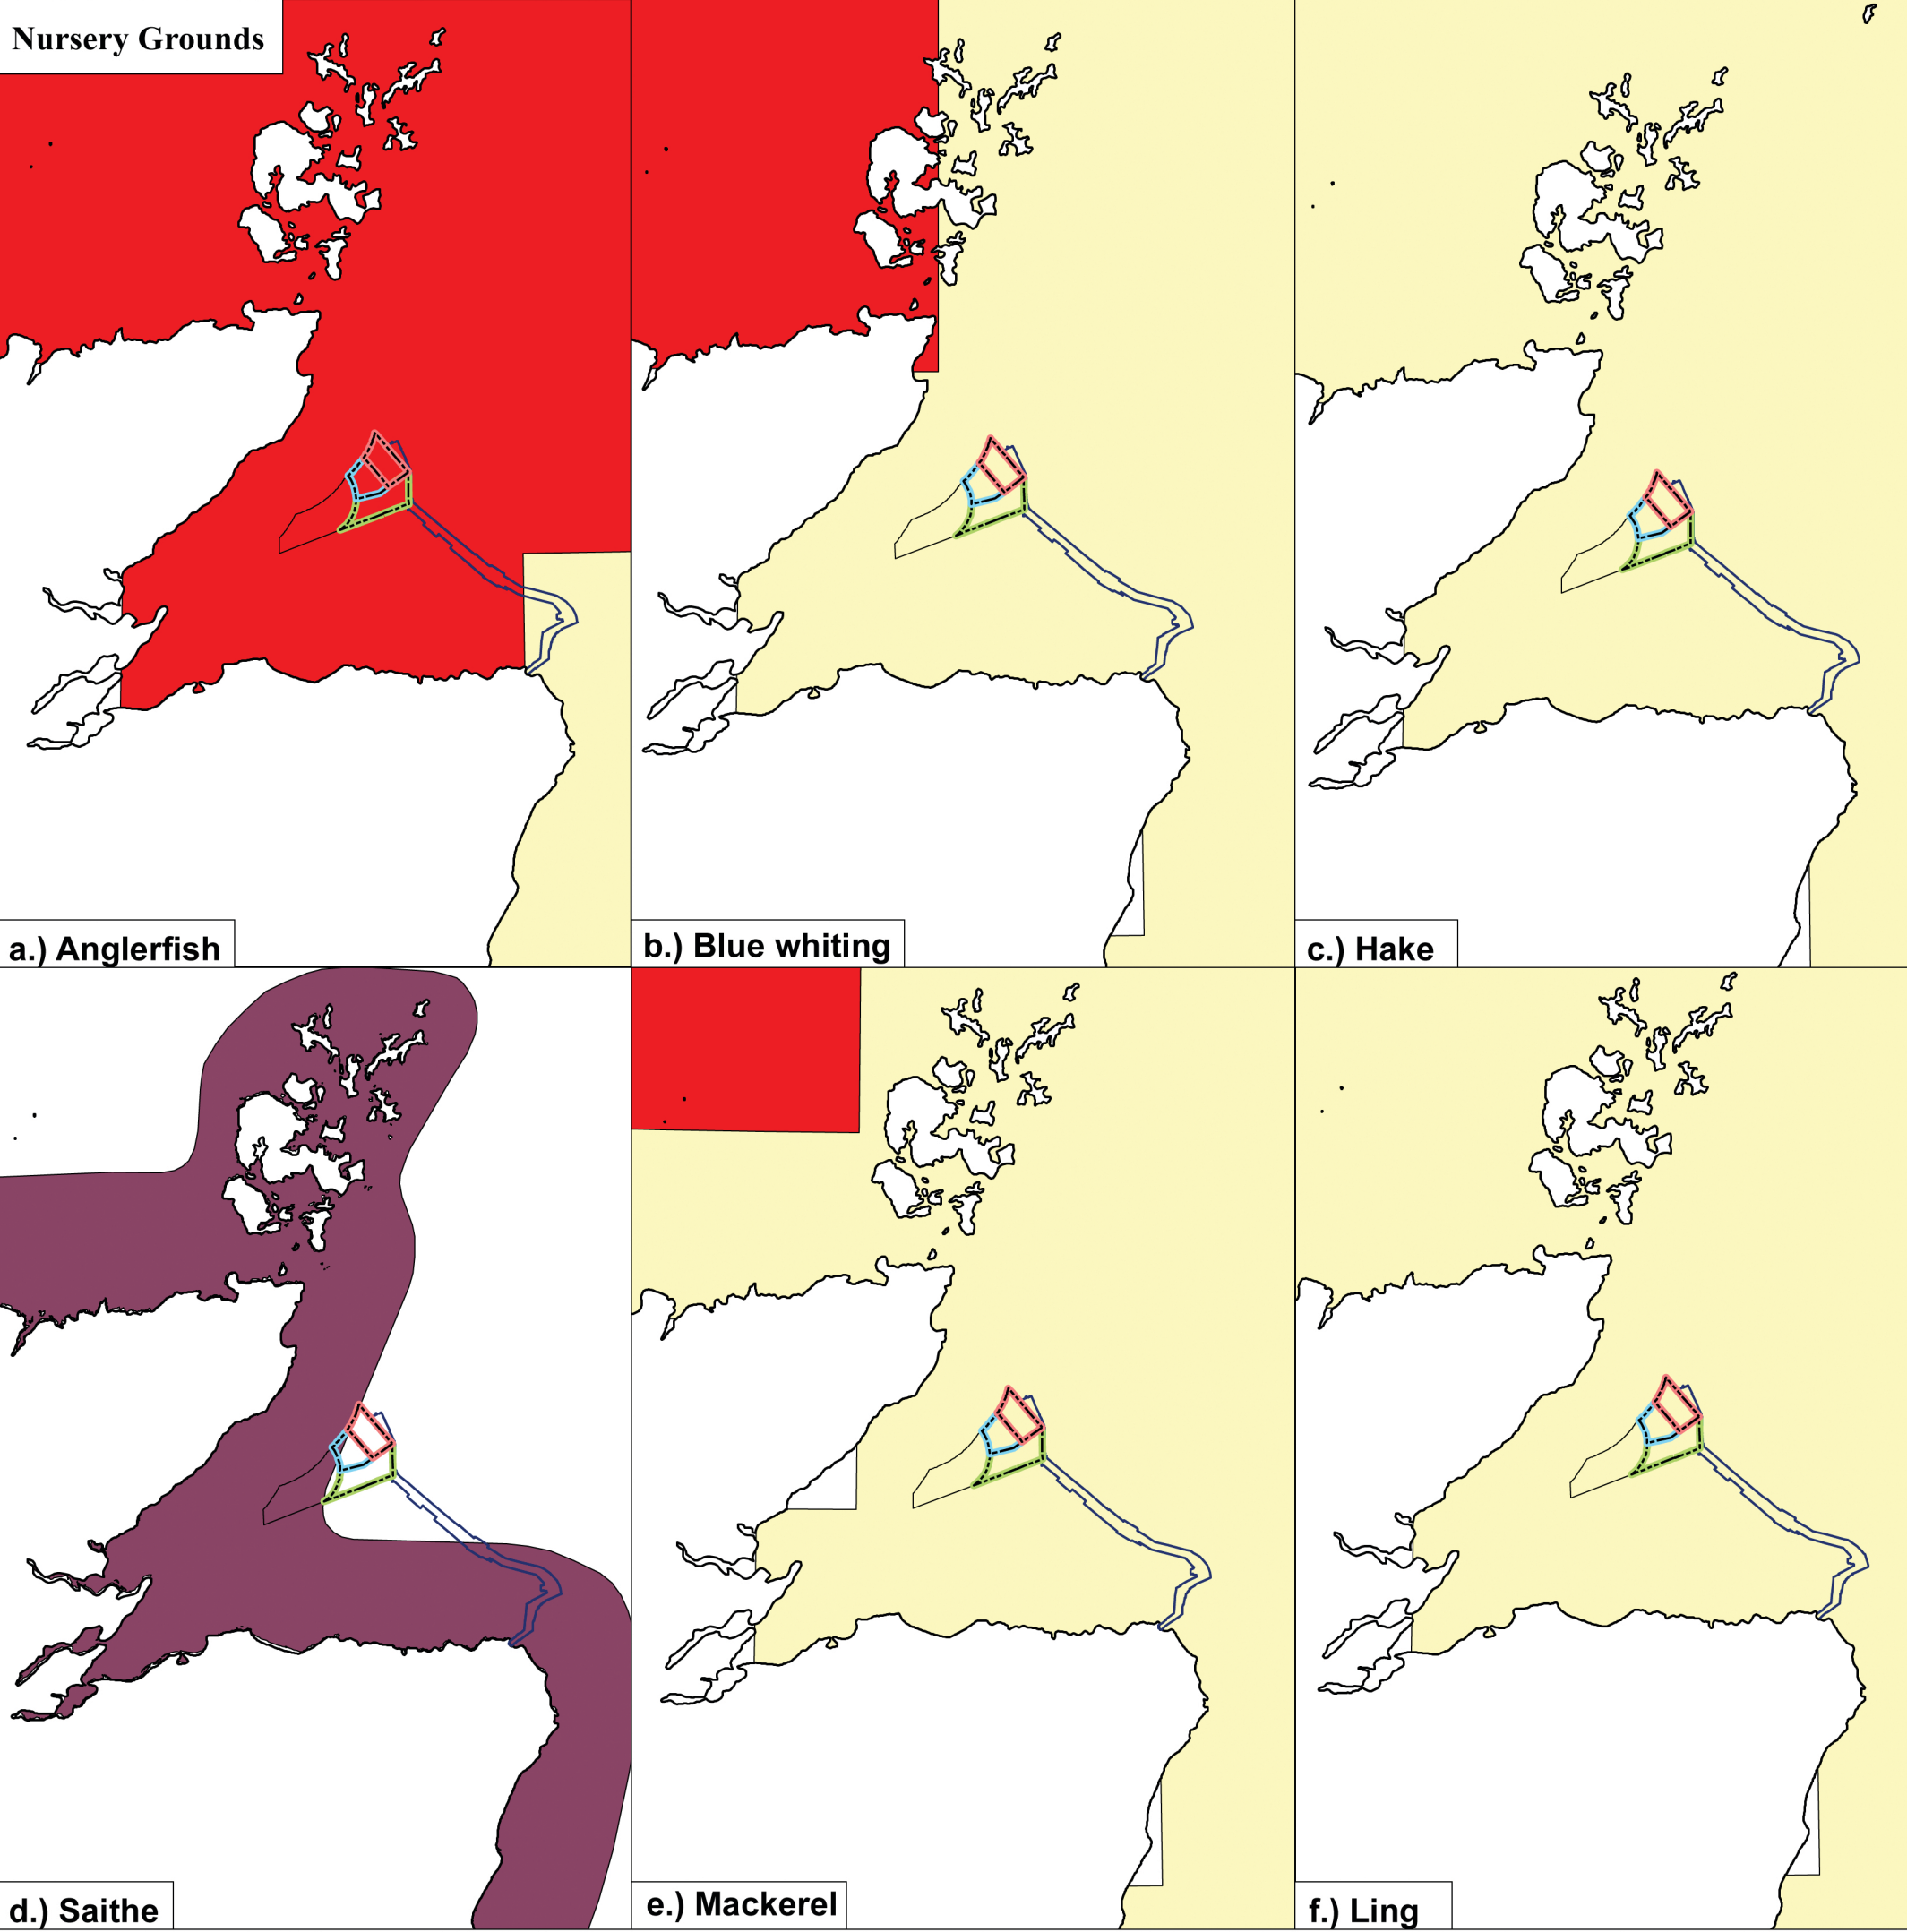 Nursery Grounds
a.) Anglerfish
b.) Blue whiting
c.) Hake
d.) Saithe
e.) Mackerel
f.) Ling